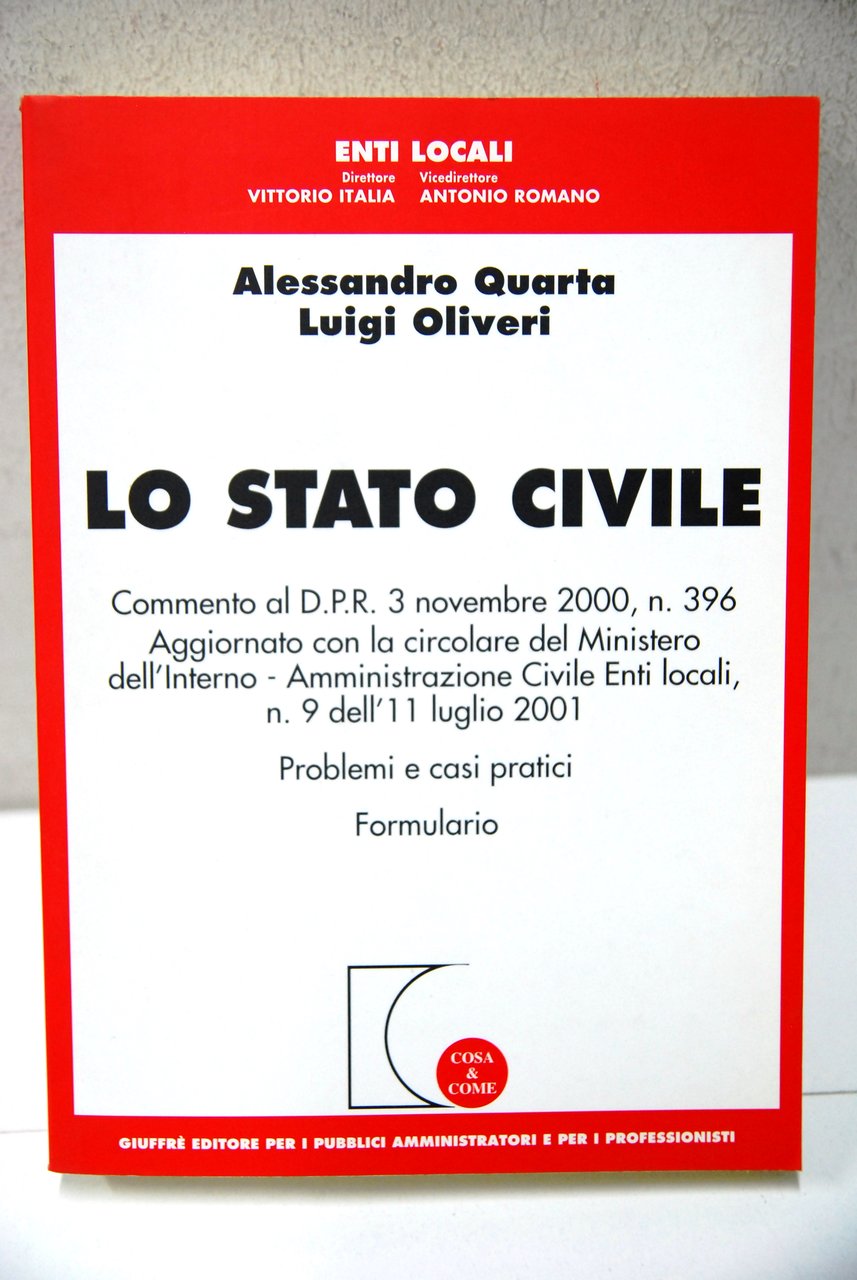 ENTI LOCALI
Direttore Vicedirettore
VITTORIO ITALIA ANTONIO ROMANO
Alessandro Quarta
Luigi Oliveri
LO STATO CIVILE
Commento al D.P.R. 3 novembre 2000, n. 396
Aggiornato con la circolare del Ministero
dell'Interno - Amministrazione Civile Enti locali,
n. 9 dell'11 luglio 2001
Problemi e casi pratici
Formulario
COSA
&
COME
GIUFFRÈ EDITORE PER I PUBBLICI AMMINISTRATORI E PER I PROFESSIONISTI